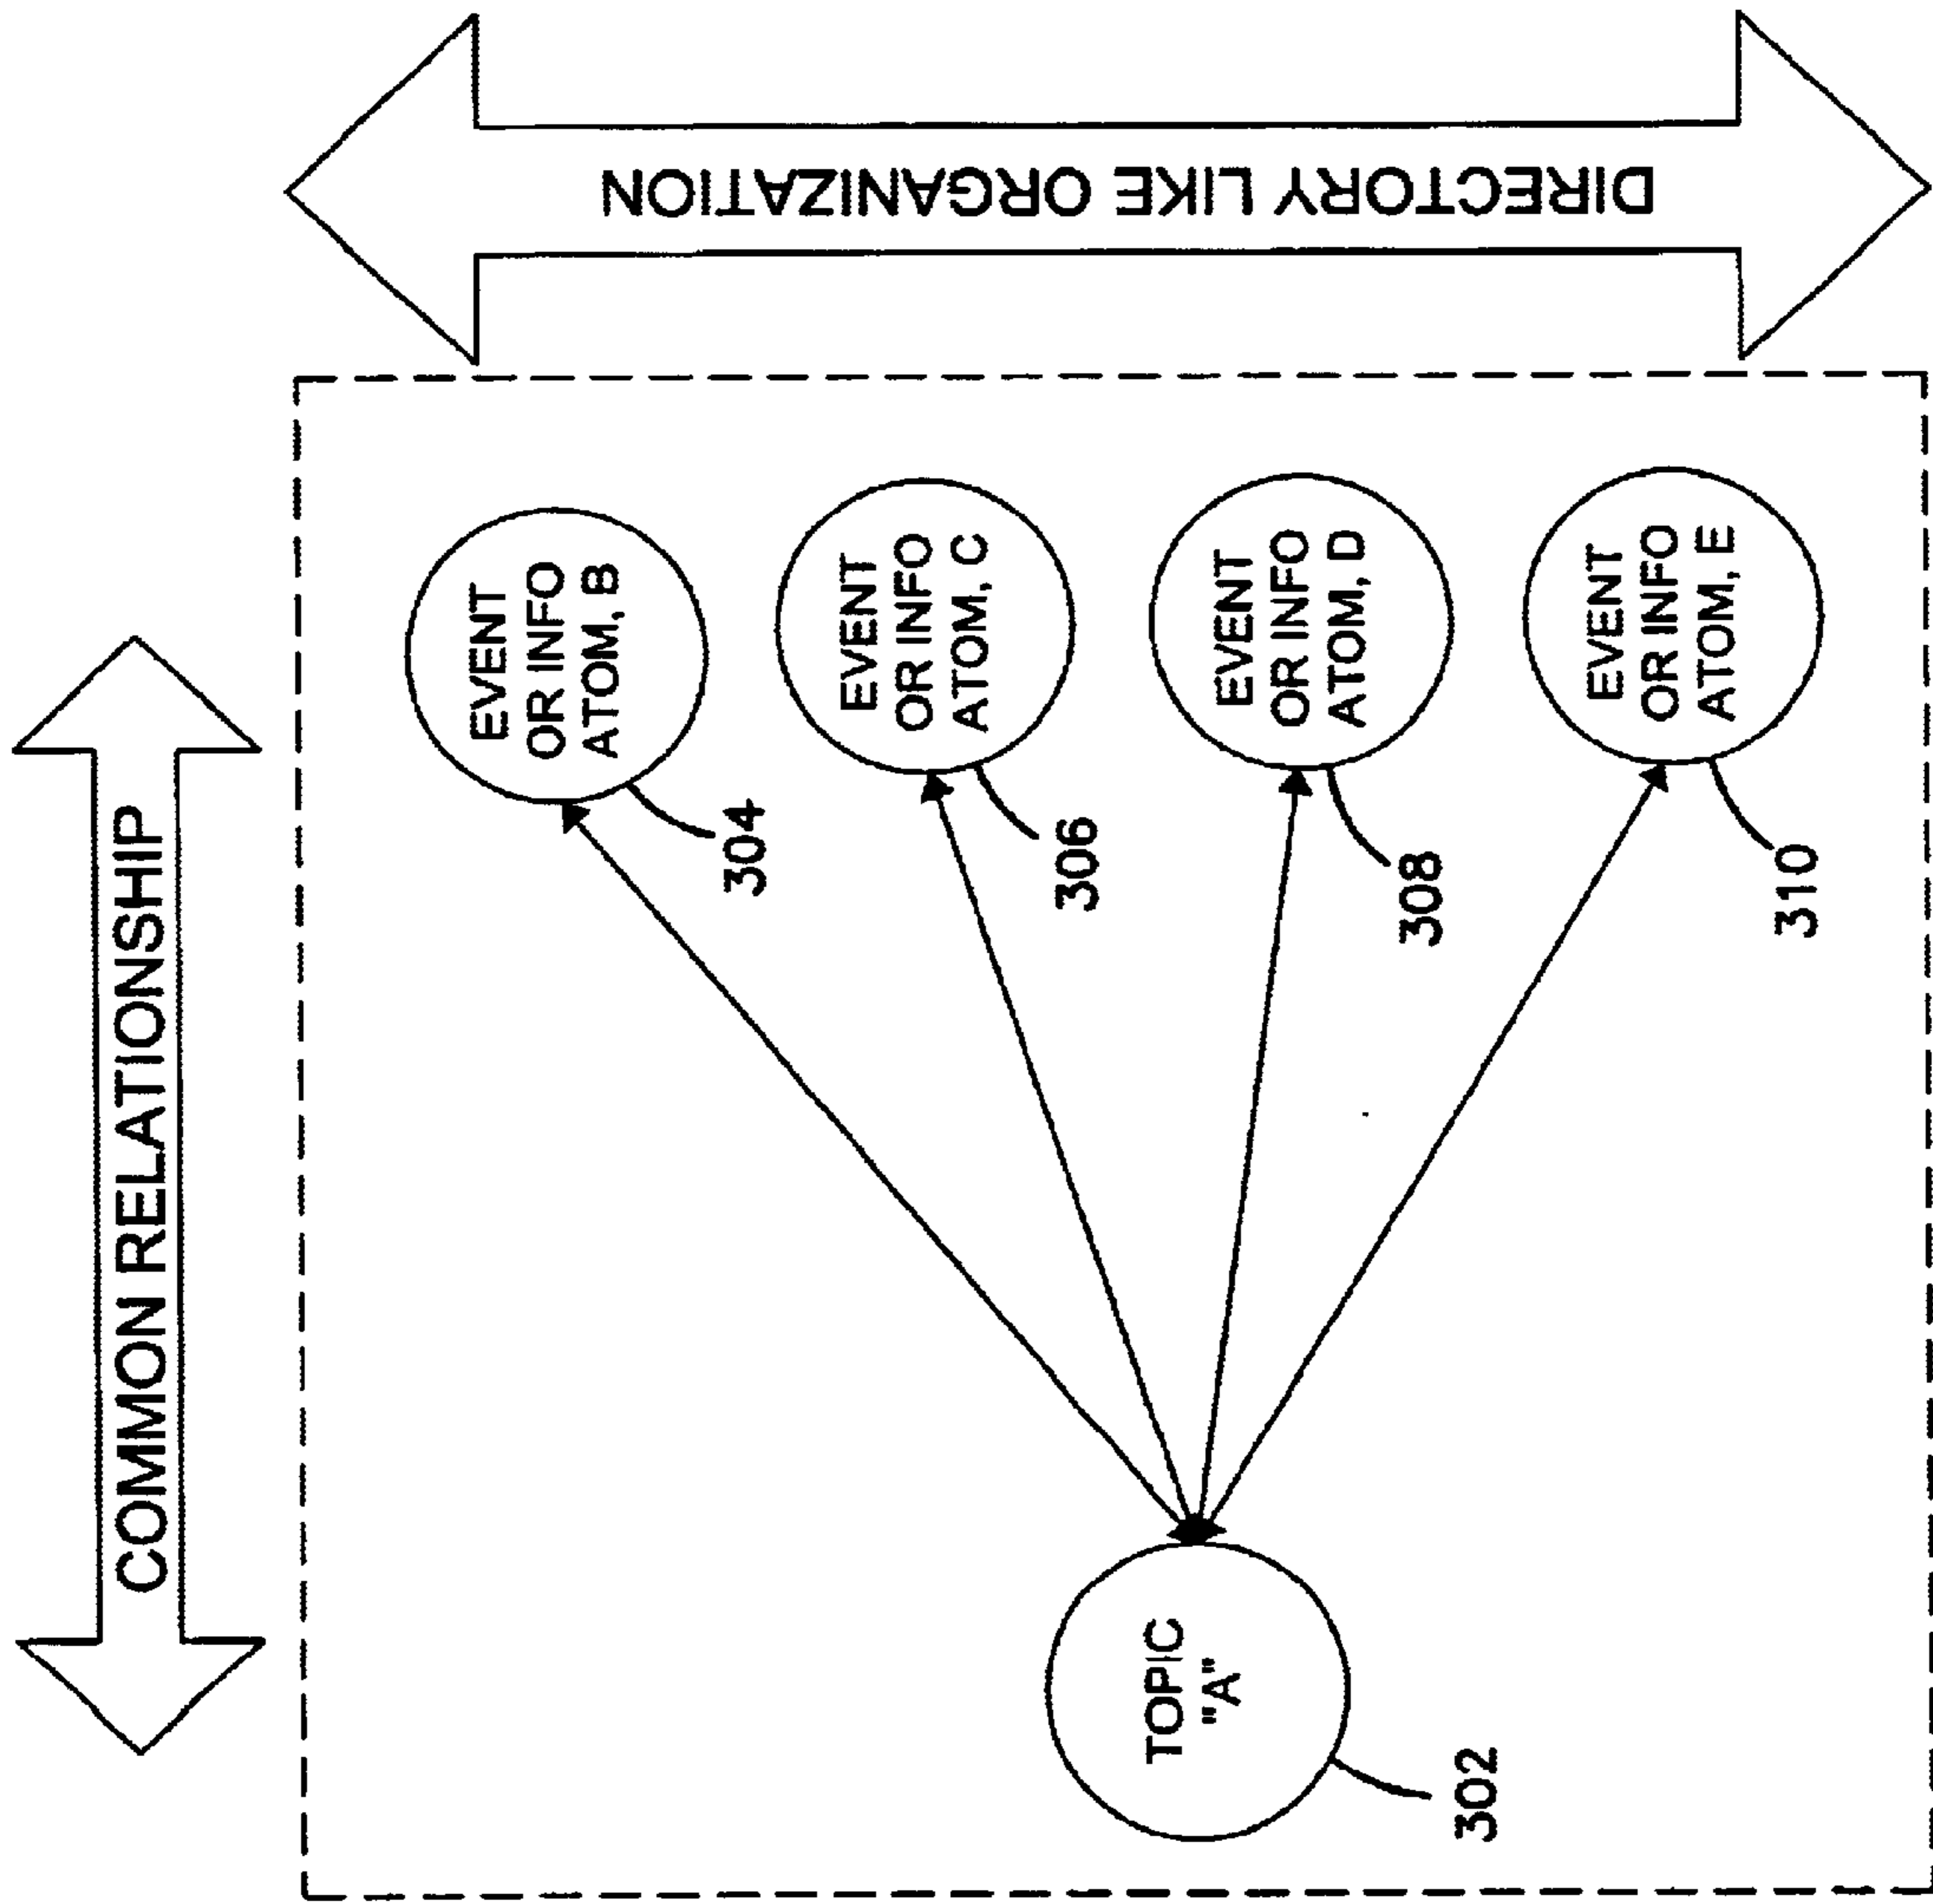 COMMON RELATIONSHIP
DIRECTORY LIKE ORGANIZATION
TOPIC
"A"
302
EVENT
OR INFO
ATOM, B
304
EVENT
OR INFO
ATOM, C
306
EVENT
OR INFO
ATOM, D
308
EVENT
OR INFO
ATOM, E
310